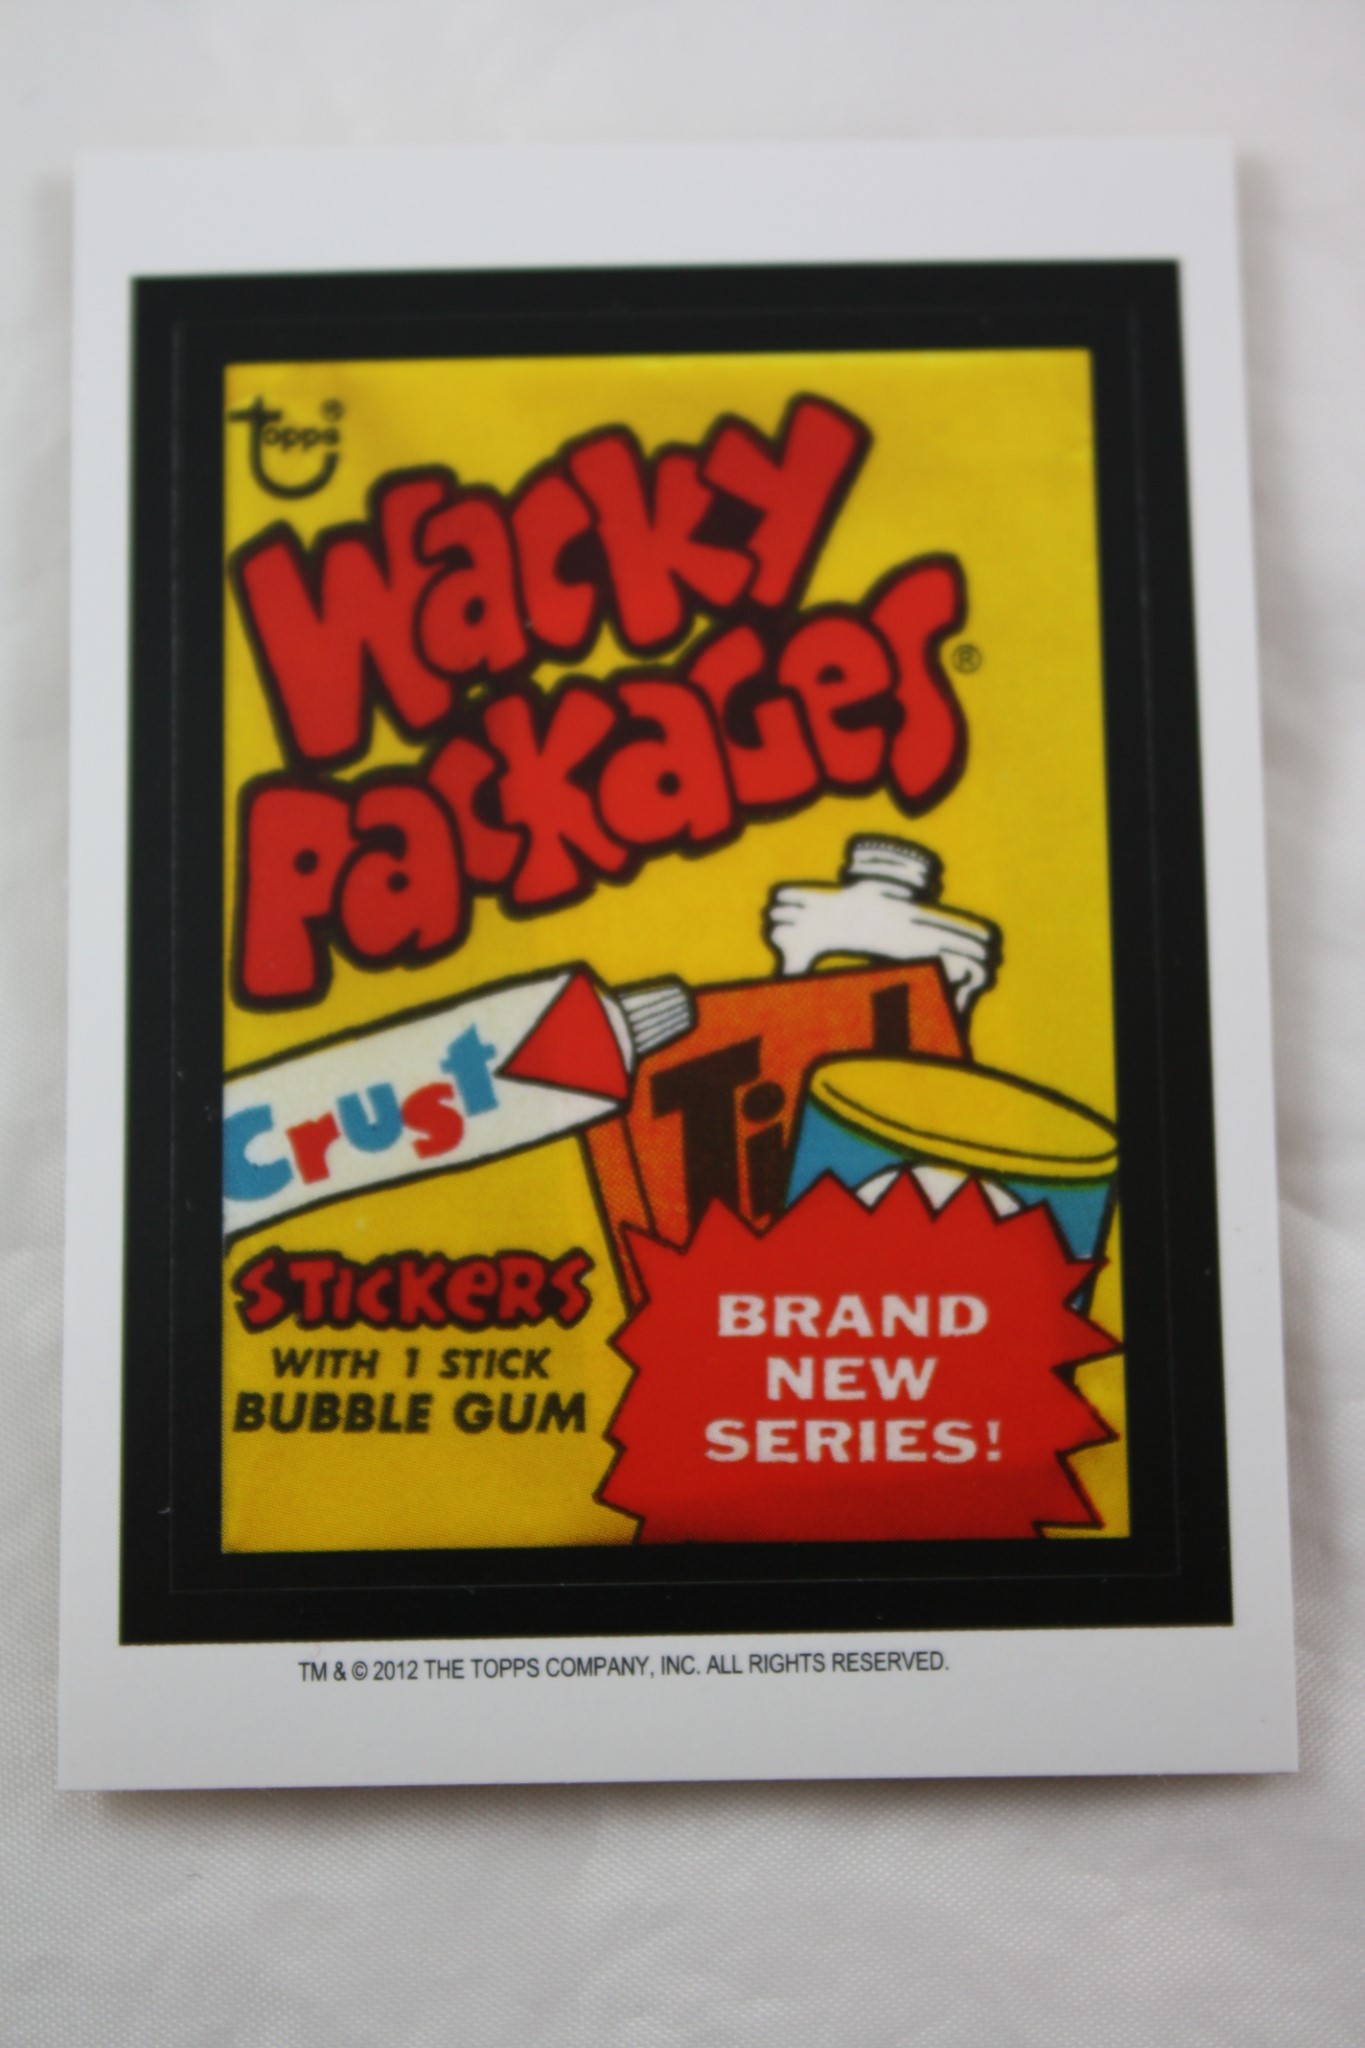 Topps®
Wacky
Packages®
Crust
Ti
STICKERS
WITH 1 STICK
BUBBLE GUM
BRAND
NEW
SERIES!
TM & © 2012 THE TOPPS COMPANY, INC. ALL RIGHTS RESERVED.